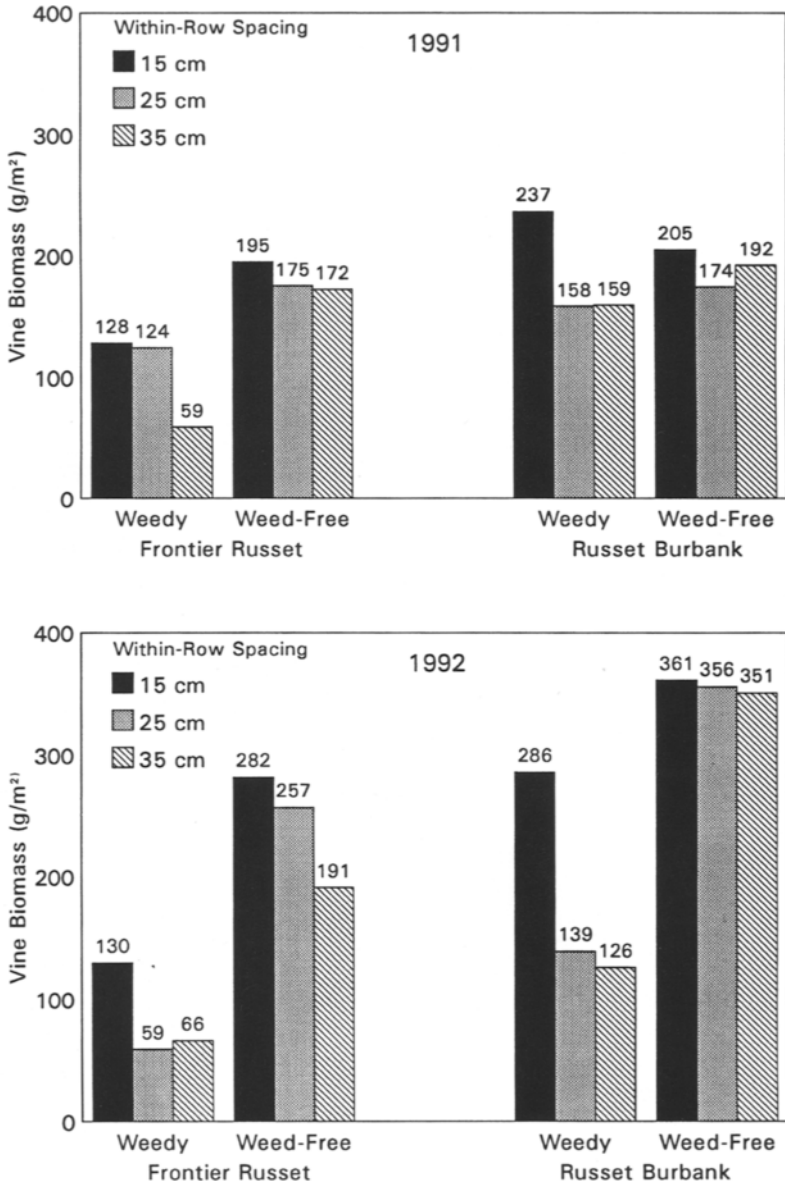 400
Within-Row Spacing
1991
15 cm
25 cm
35 cm
300
Vine Biomass (g/m²)
237
205
195
192
200
175
172
174
158
159
128
124
100
59
0
Weedy
Weed-Free
Weedy
Weed-Free
Frontier Russet
Russet Burbank
400
Within-Row Spacing
1992
361
356
351
15 cm
25 cm
35 cm
300
282
286
257
Vine Biomass (g/m²)
191
200
130
139
126
100
59
66
0
Weedy
Weed-Free
Weedy
Weed-Free
Frontier Russet
Russet Burbank